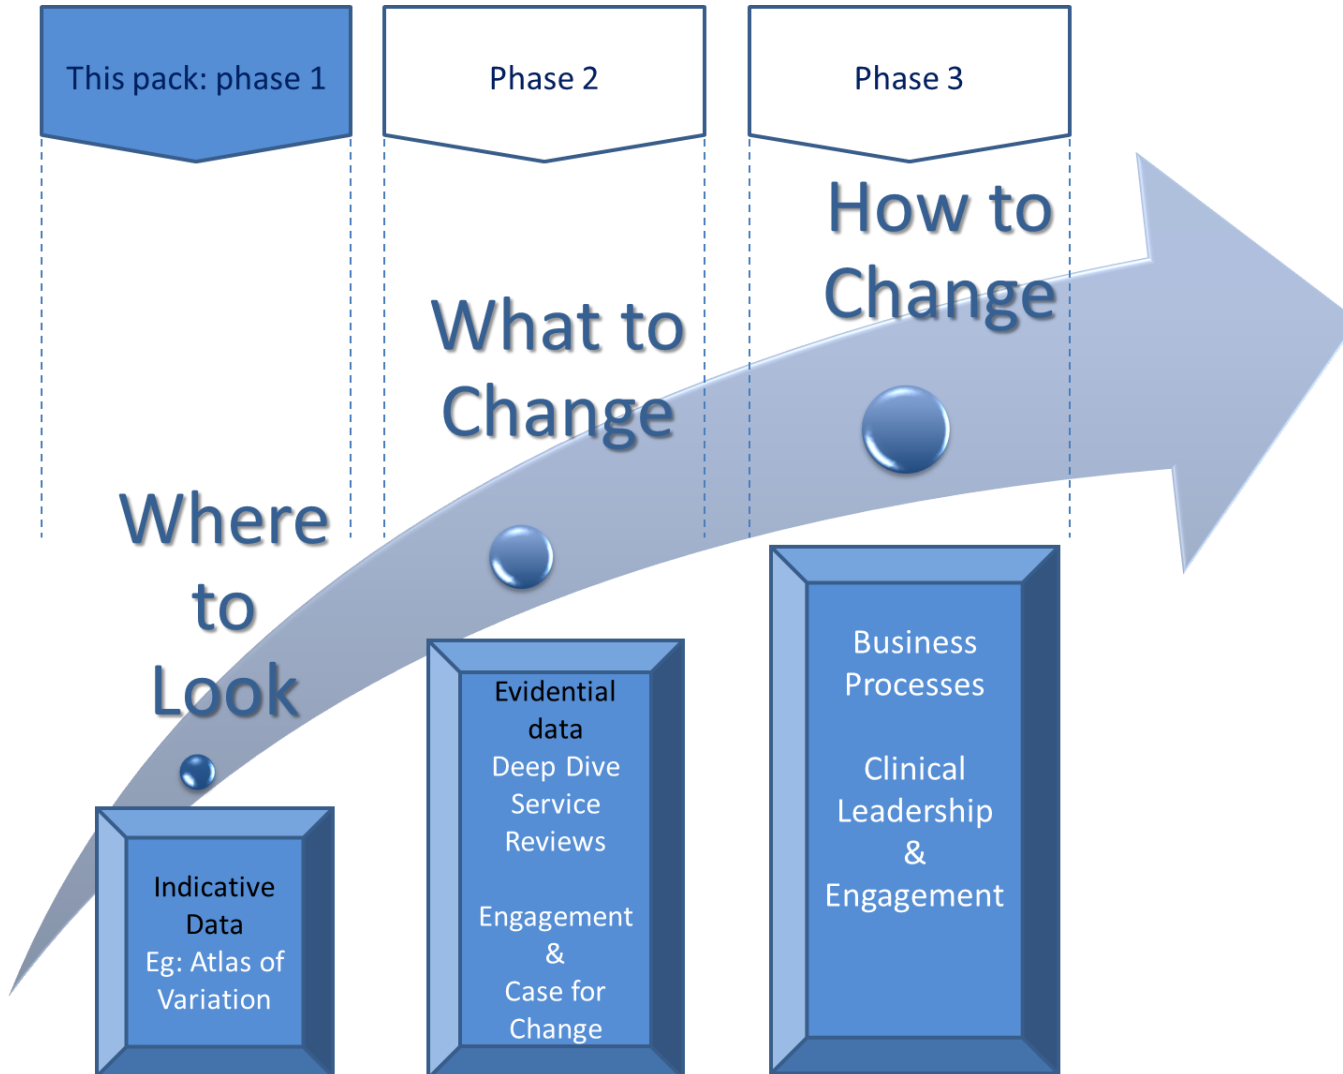 This pack: phase 1
Phase 2
Phase 3
Where
to
Look
What to
Change
How to
Change
Indicative
Data
Eg: Atlas of
Variation
Evidential
data
Deep Dive
Service
Reviews
Engagement
&
Case for
Change
Business
Processes
Clinical
Leadership
&
Engagement